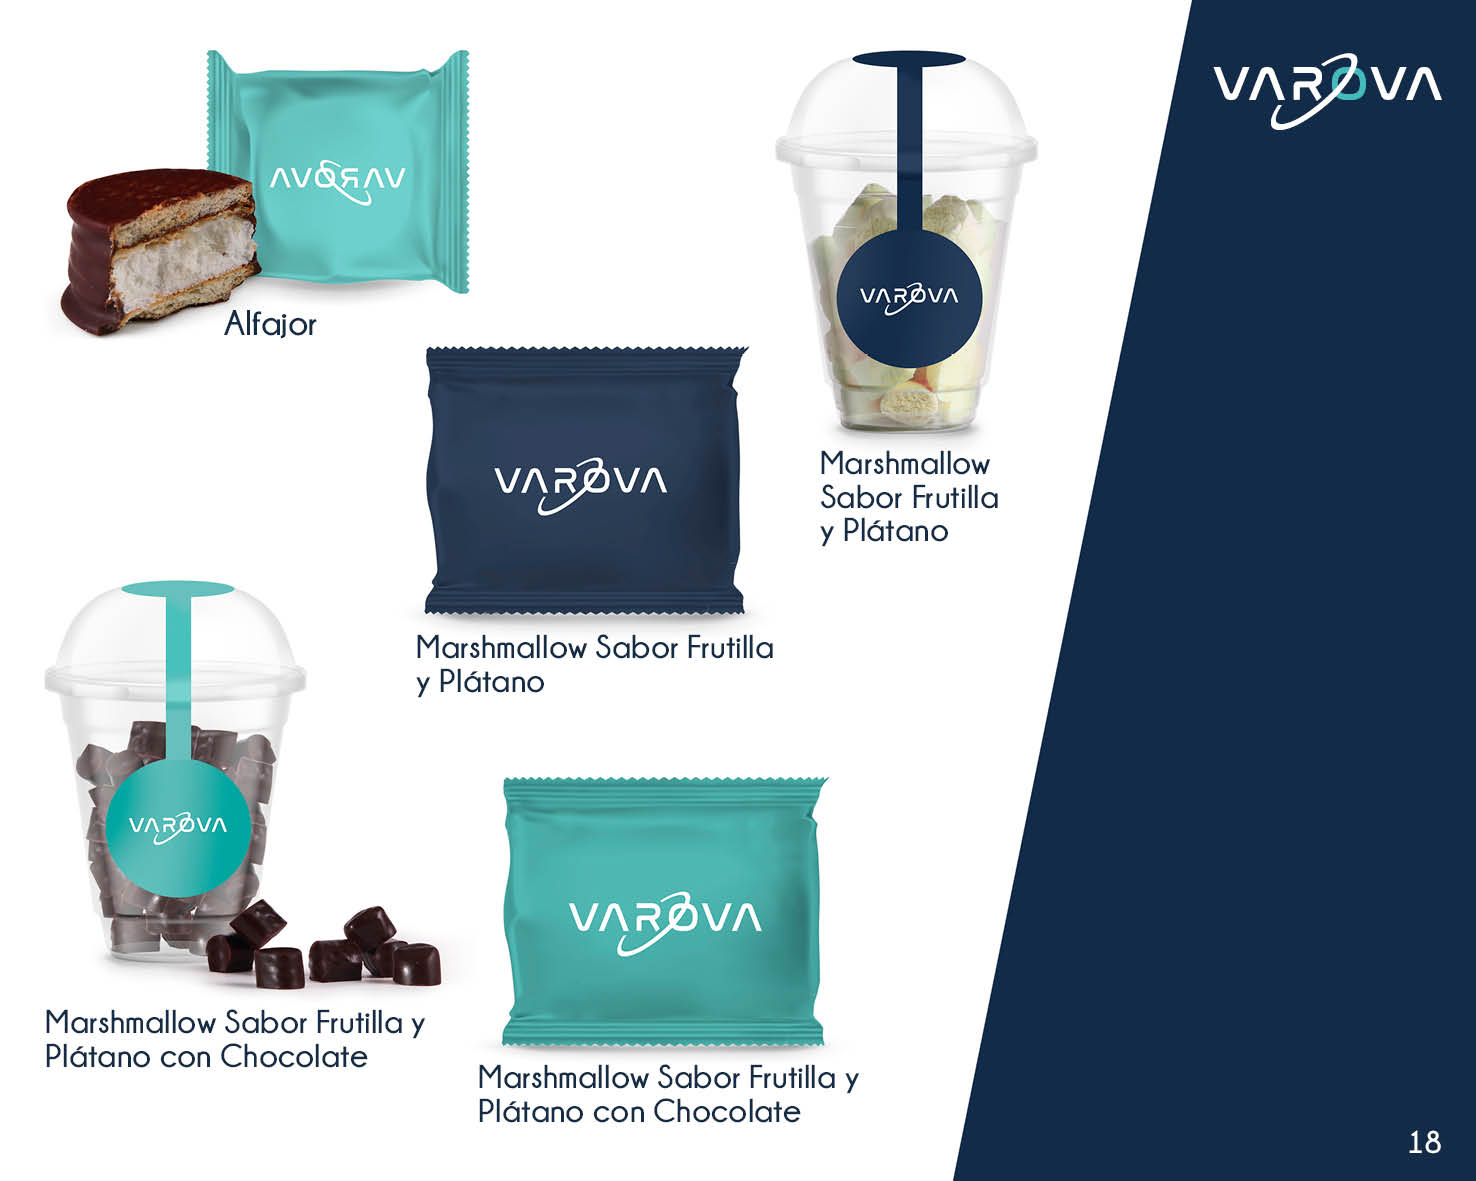 VAROVA
VAROVA
Alfajor
VAROVA
Marshmallow
Sabor Frutilla
y Plátano
VAROVA
Marshmallow Sabor Frutilla
y Plátano
VAROVA
Marshmallow Sabor Frutilla y
Plátano con Chocolate
VAROVA
Marshmallow Sabor Frutilla y
Plátano con Chocolate
18